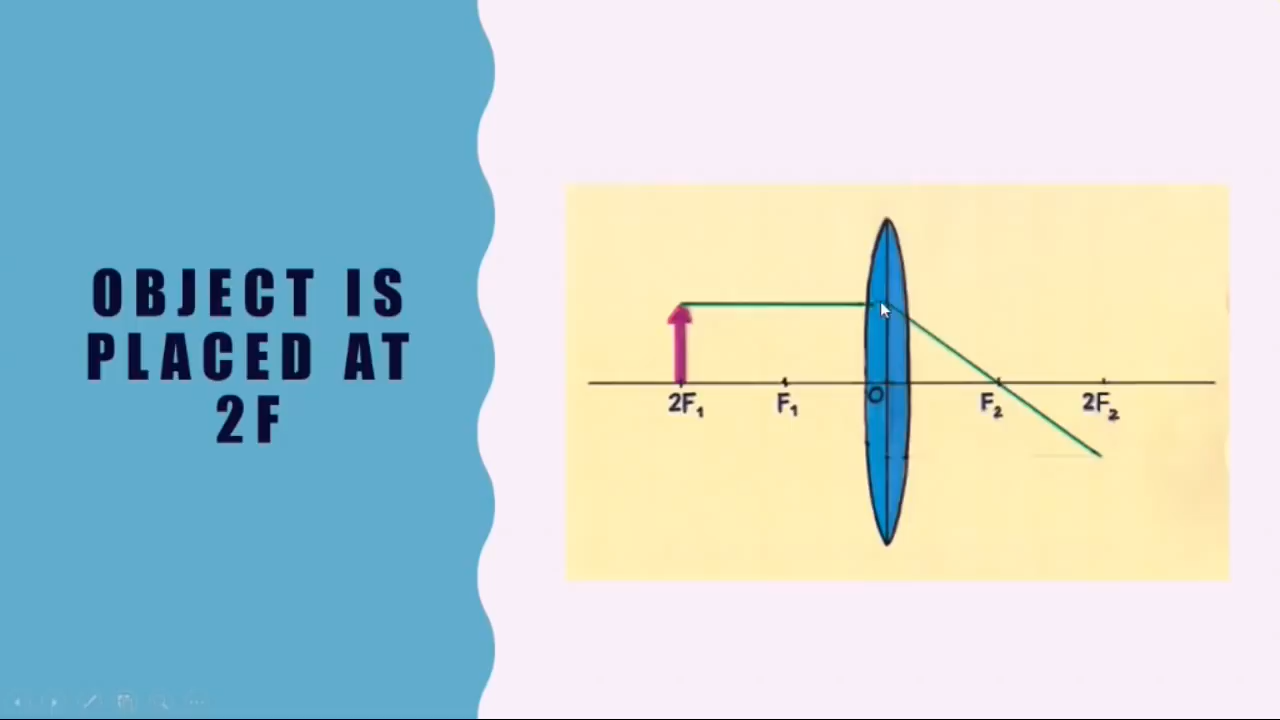 OBJECT IS
PLACED AT
2F
2F₁ F₁ O F₂ 2F₂